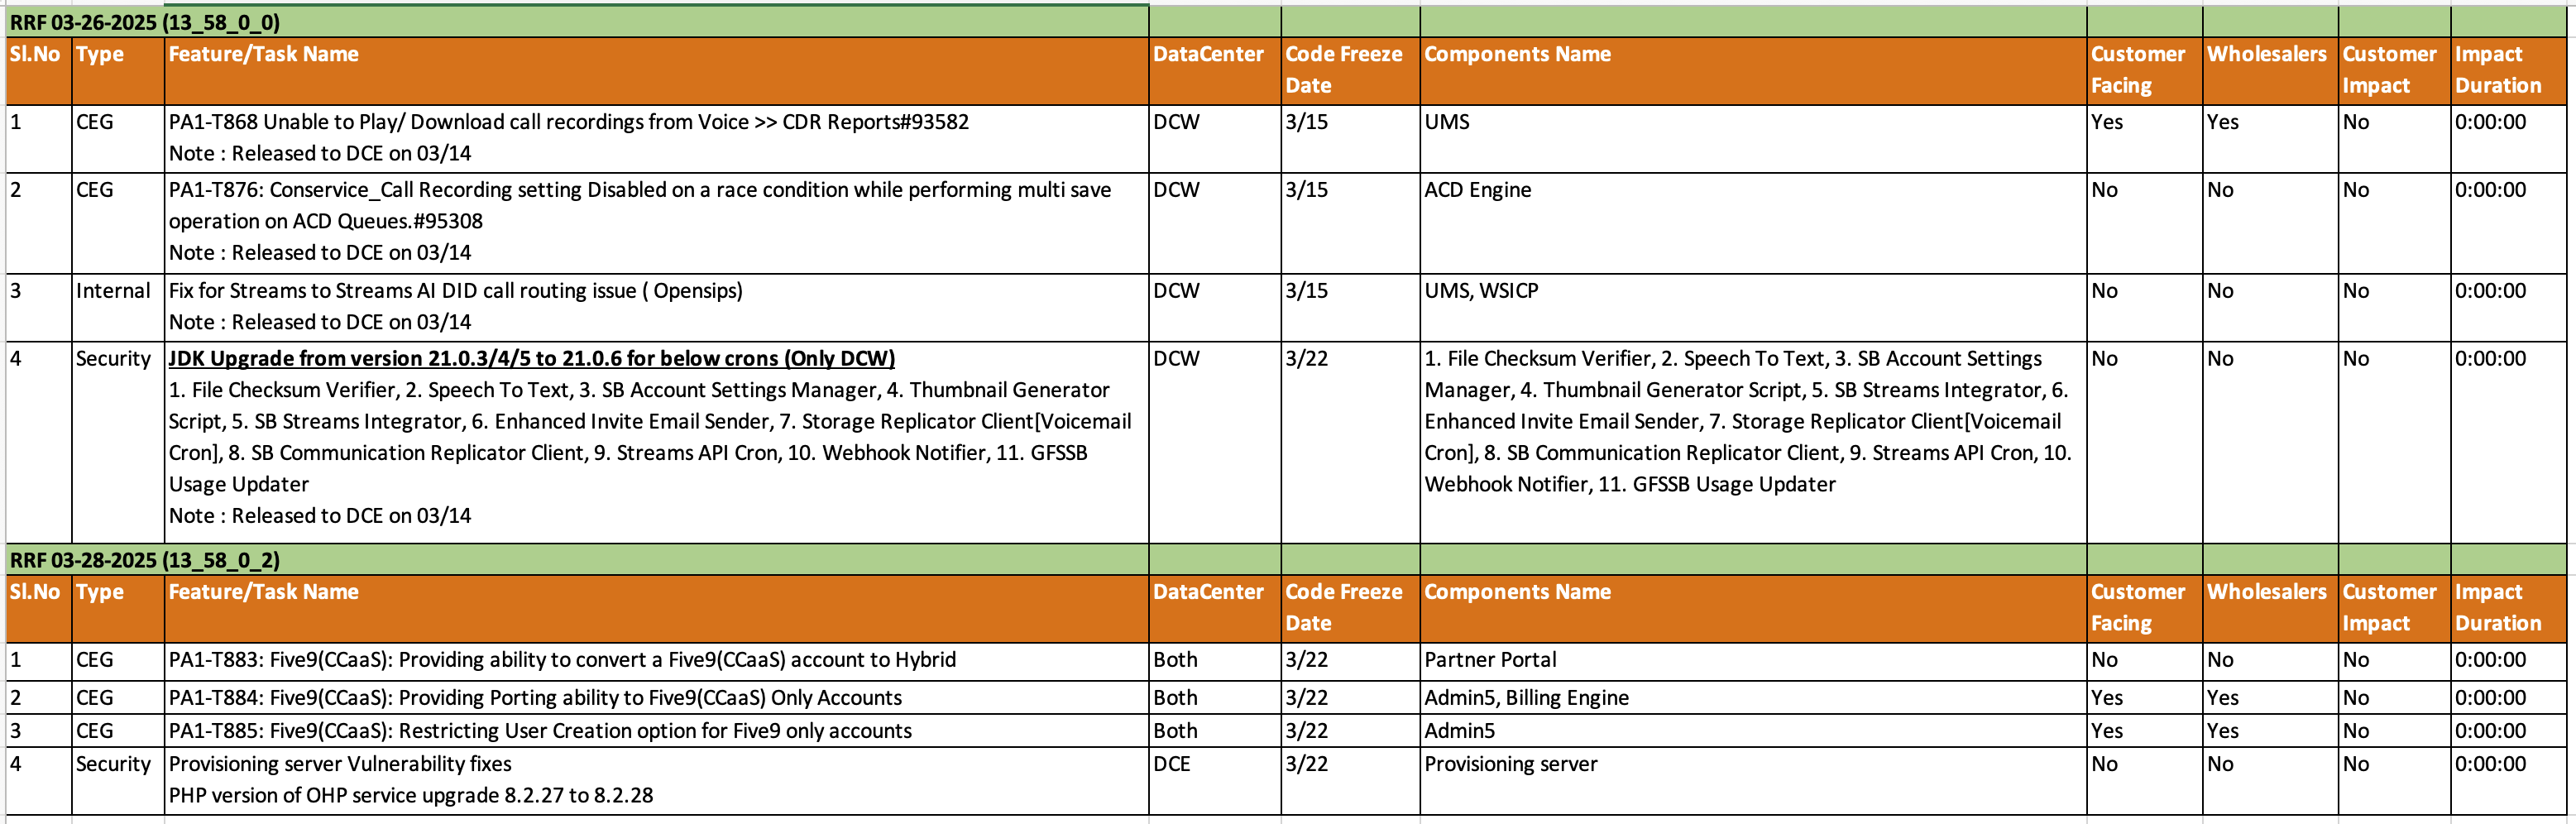 RRF 03-26-2025 (13_58_0_0)
Sl.No Type Feature/Task Name DataCenter Code Freeze Date Components Name Customer Facing Wholesalers Customer Impact Impact Duration
1 CEG PA1-T868 Unable to Play/ Download call recordings from Voice >> CDR Reports#93582 DCW 3/15 UMS Yes Yes No 0:00:00
Note : Released to DCE on 03/14
2 CEG PA1-T876: Conservice_Call Recording setting Disabled on a race condition while performing multi save DCW 3/15 ACD Engine No No No 0:00:00
operation on ACD Queues.#95308
Note : Released to DCE on 03/14
3 Internal Fix for Streams to Streams AI DID call routing issue ( Opensips) DCW 3/15 UMS, WSICP No No No 0:00:00
Note : Released to DCE on 03/14
4 Security JDK Upgrade from version 21.0.3/4/5 to 21.0.6 for below crons (Only DCW)
1. File Checksum Verifier, 2. Speech To Text, 3. SB Account Settings Manager, 4. Thumbnail Generator
Script, 5. SB Streams Integrator, 6. Enhanced Invite Email Sender, 7. Storage Replicator Client[Voicemail
Cron], 8. SB Communication Replicator Client, 9. Streams API Cron, 10. Webhook Notifier, 11. GFSSB
Usage Updater
Note : Released to DCE on 03/14
DCW 3/22
1. File Checksum Verifier, 2. Speech To Text, 3. SB Account Settings
Manager, 4. Thumbnail Generator Script, 5. SB Streams Integrator, 6.
Enhanced Invite Email Sender, 7. Storage Replicator Client[Voicemail
Cron], 8. SB Communication Replicator Client, 9. Streams API Cron, 10.
Webhook Notifier, 11. GFSSB Usage Updater
No No No 0:00:00
RRF 03-28-2025 (13_58_0_2)
Sl.No Type Feature/Task Name DataCenter Code Freeze Date Components Name Customer Facing Wholesalers Customer Impact Impact Duration
1 CEG PA1-T883: Five9(CCaaS): Providing ability to convert a Five9(CCaaS) account to Hybrid Both 3/22 Partner Portal No No No 0:00:00
2 CEG PA1-T884: Five9(CCaaS): Providing Porting ability to Five9(CCaaS) Only Accounts Both 3/22 Admin5, Billing Engine Yes Yes No 0:00:00
3 CEG PA1-T885: Five9(CCaaS): Restricting User Creation option for Five9 only accounts Both 3/22 Admin5 Yes Yes No 0:00:00
4 Security Provisioning server Vulnerability fixes DCE 3/22 Provisioning server No No No 0:00:00
PHP version of OHP service upgrade 8.2.27 to 8.2.28